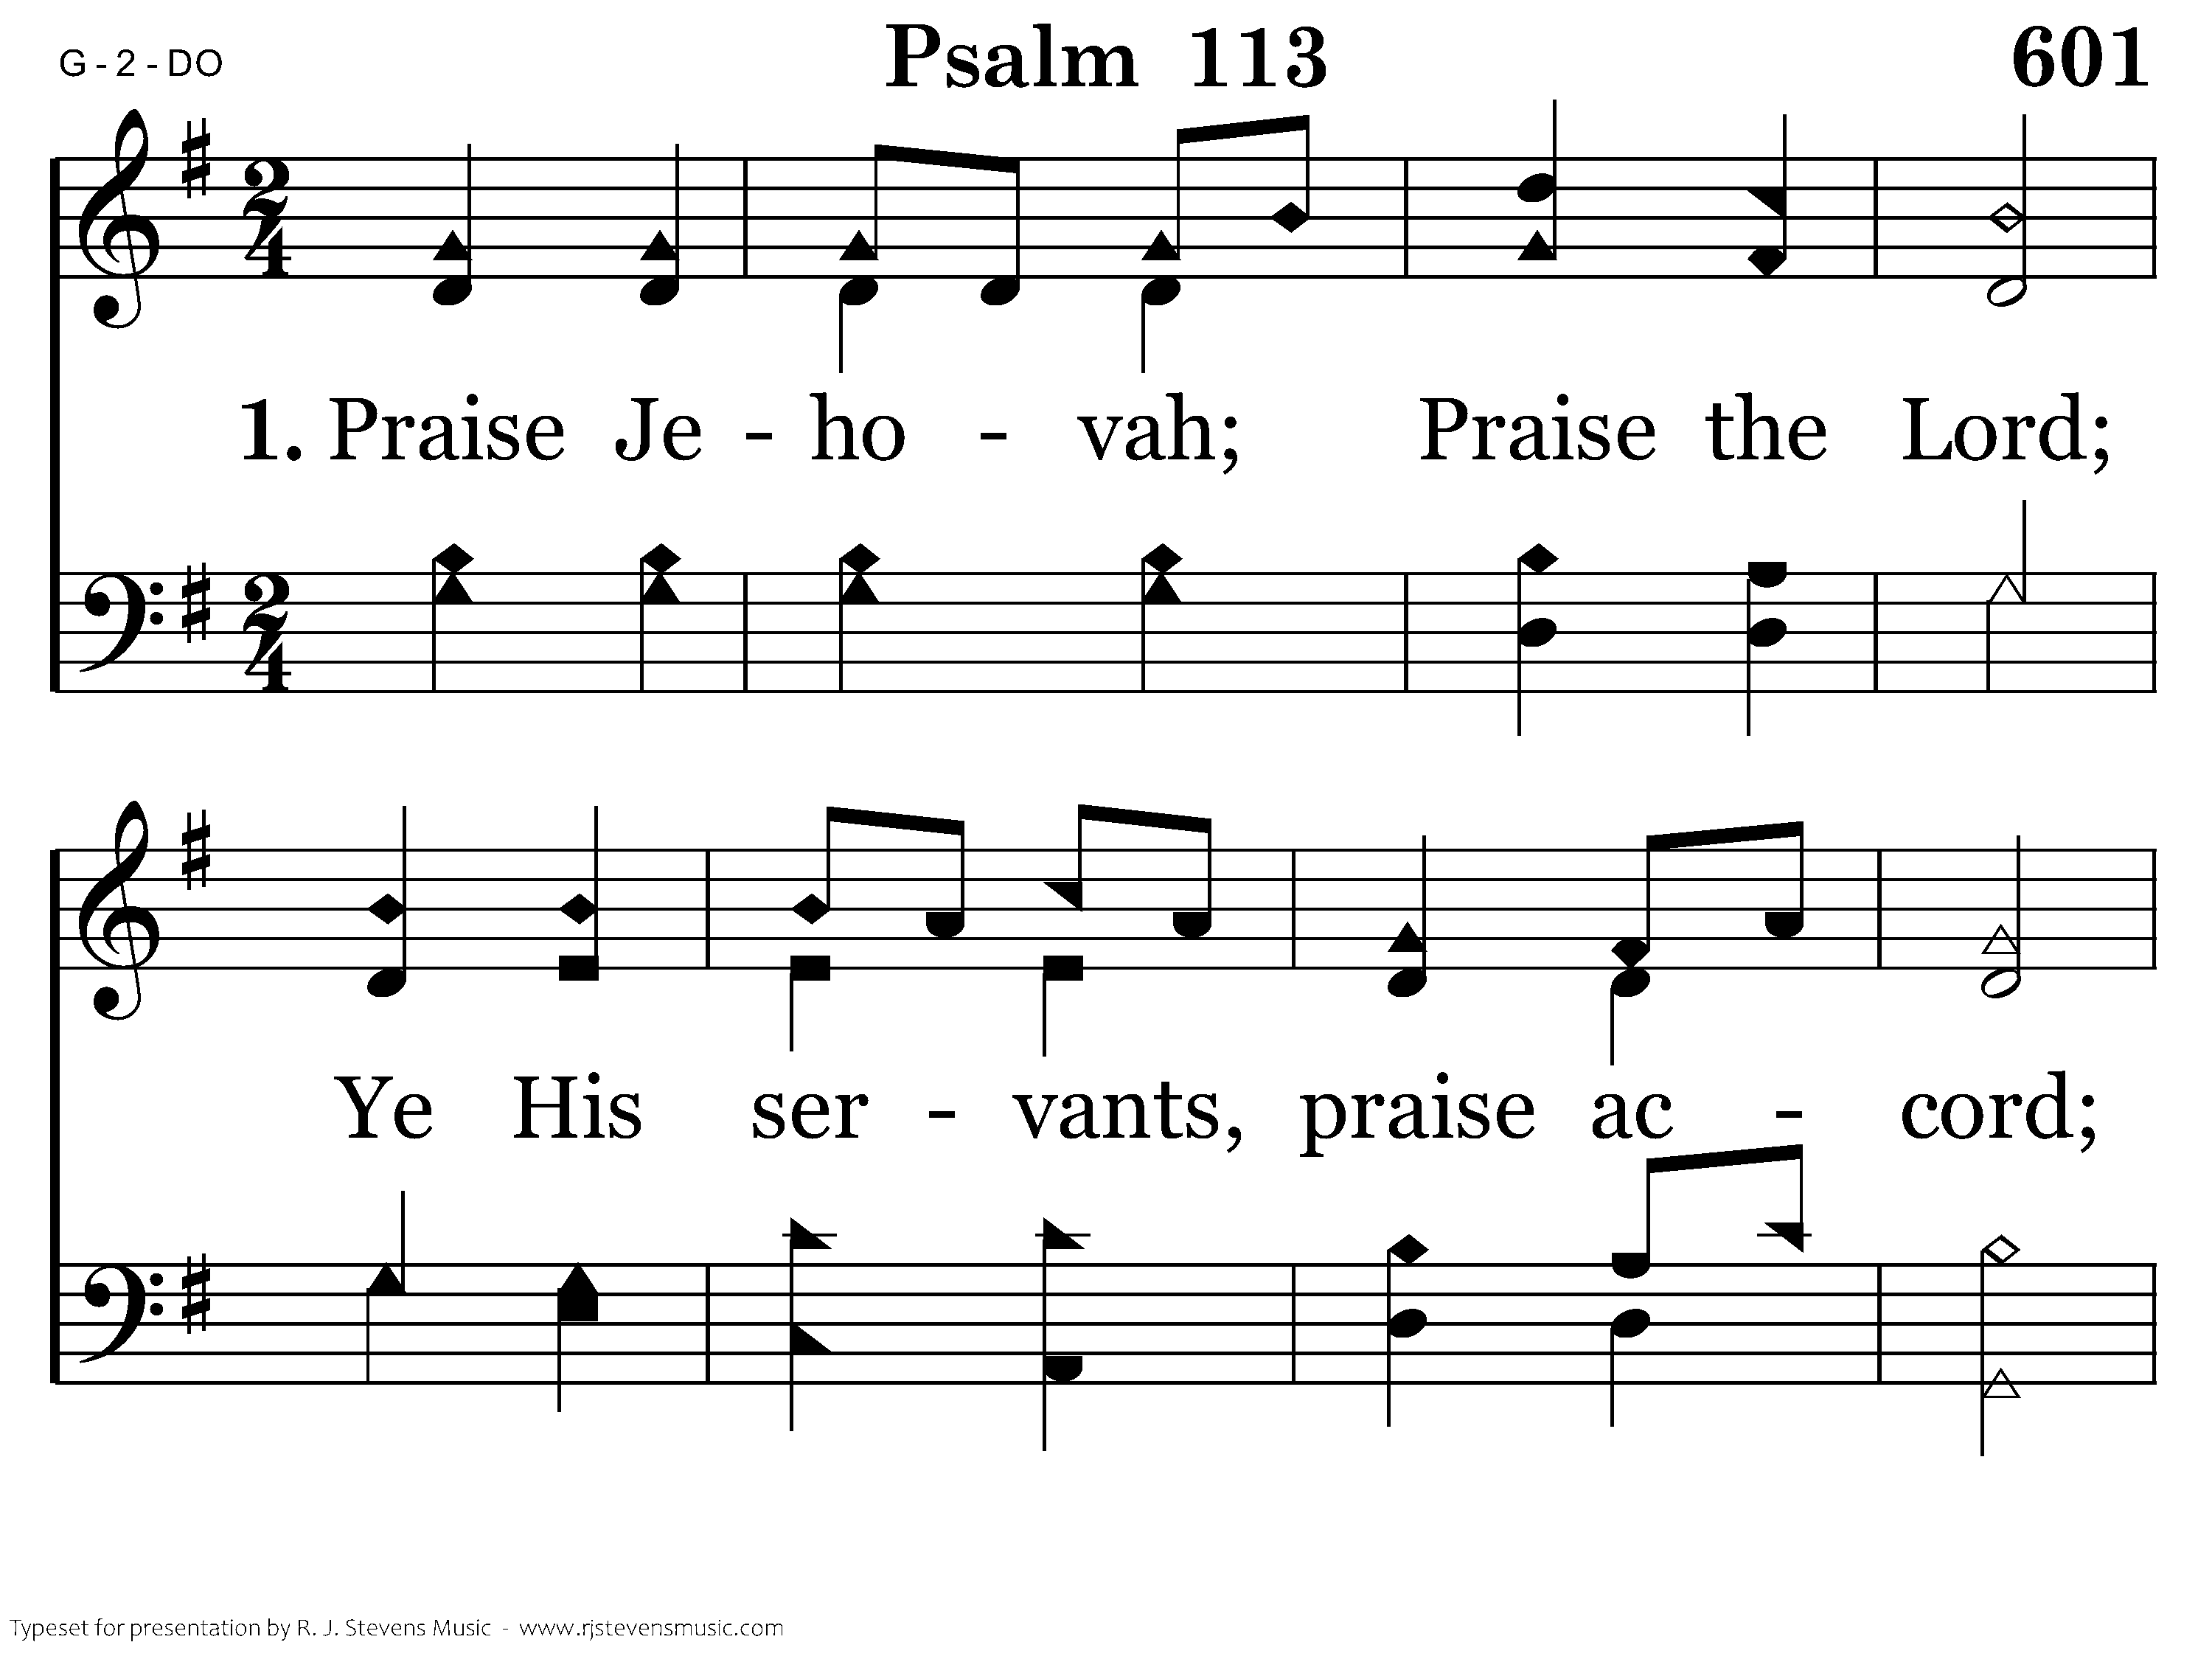 G - 2 - DO Psalm 113 601
1. Praise Je - ho - vah; Praise the Lord;
Ye His ser - vants, praise ac - cord;
Typeset for presentation by R. J. Stevens Music - www.rjstevensmusic.com